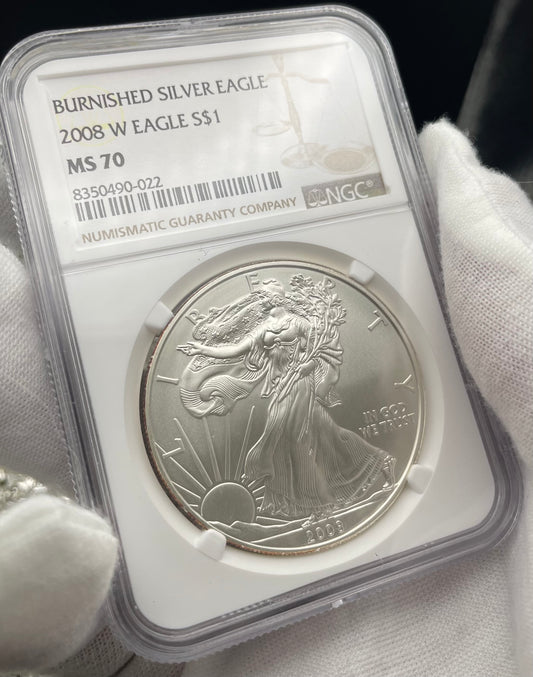 BURNISHED SILVER EAGLE
2008 W EAGLE S$1
MS 70
8350490-022
NGC®
NUMISMATIC GUARANTY COMPANY
LIBERTY
IN GOD
WE TRUST
2008